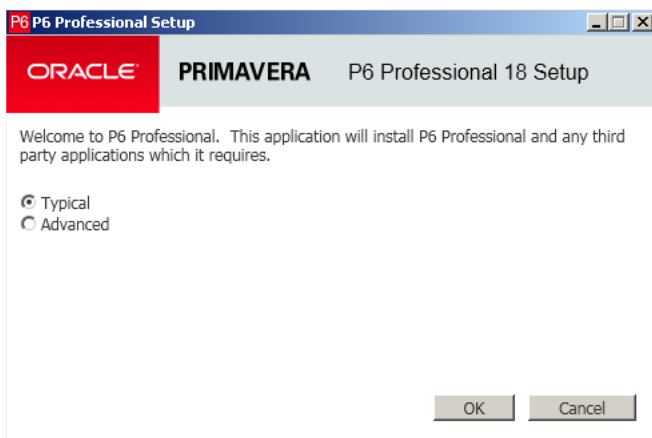 P6 P6 Professional Setup
ORACLE® PRIMAVERA P6 Professional 18 Setup
Welcome to P6 Professional. This application will install P6 Professional and any third
party applications which it requires.
Typical
Advanced
OK Cancel